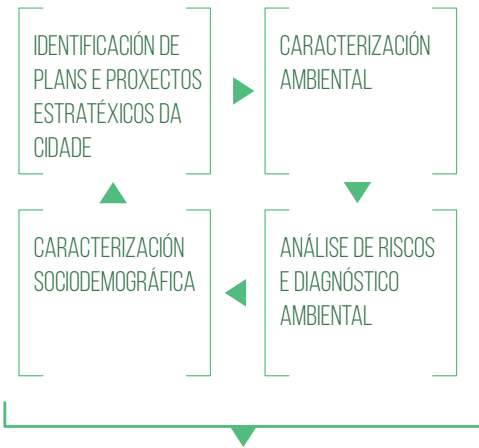 IDENTIFICACIÓN DE
PLANS E PROXECTOS
ESTRATÉXICOS DA
CIDADE
CARACTERIZACIÓN
AMBIENTAL
CARACTERIZACIÓN
SOCIODEMOGRÁFICA
ANÁLISE DE RISCOS
E DIAGNÓSTICO
AMBIENTAL